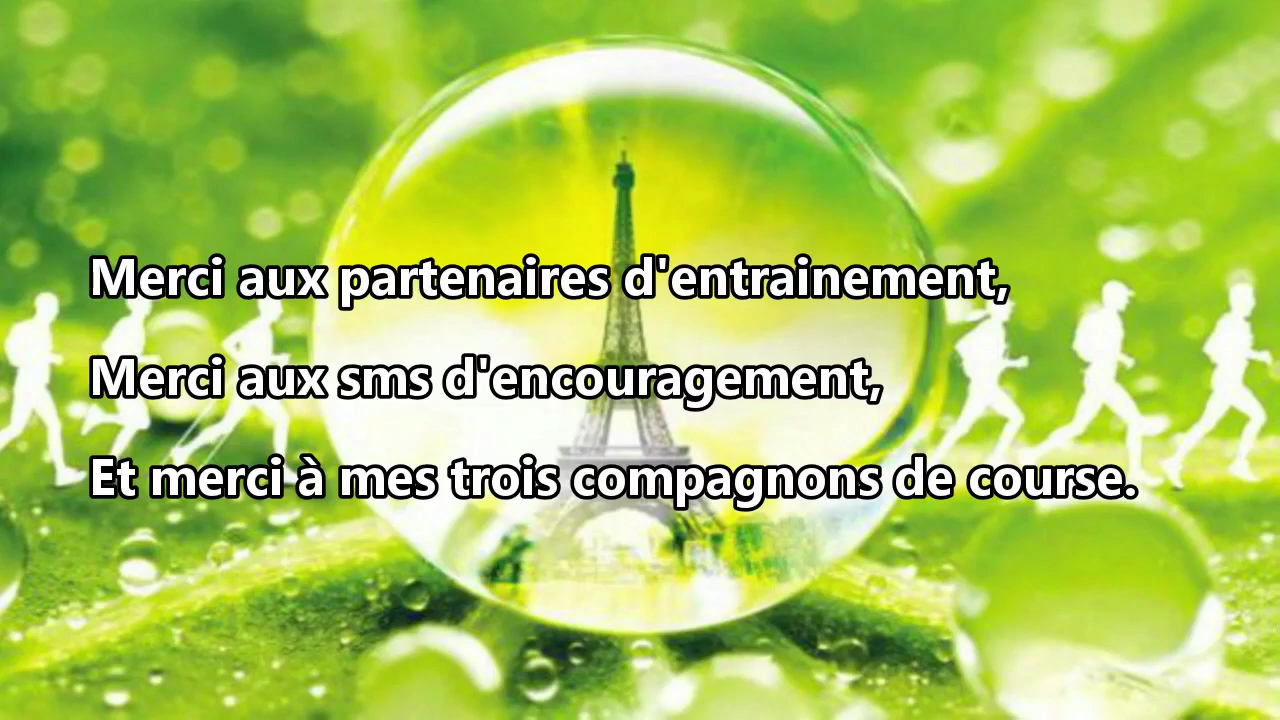 Merci aux partenaires d'entrainement,
Merci aux sms d'encouragement,
Et merci à mes trois compagnons de course.